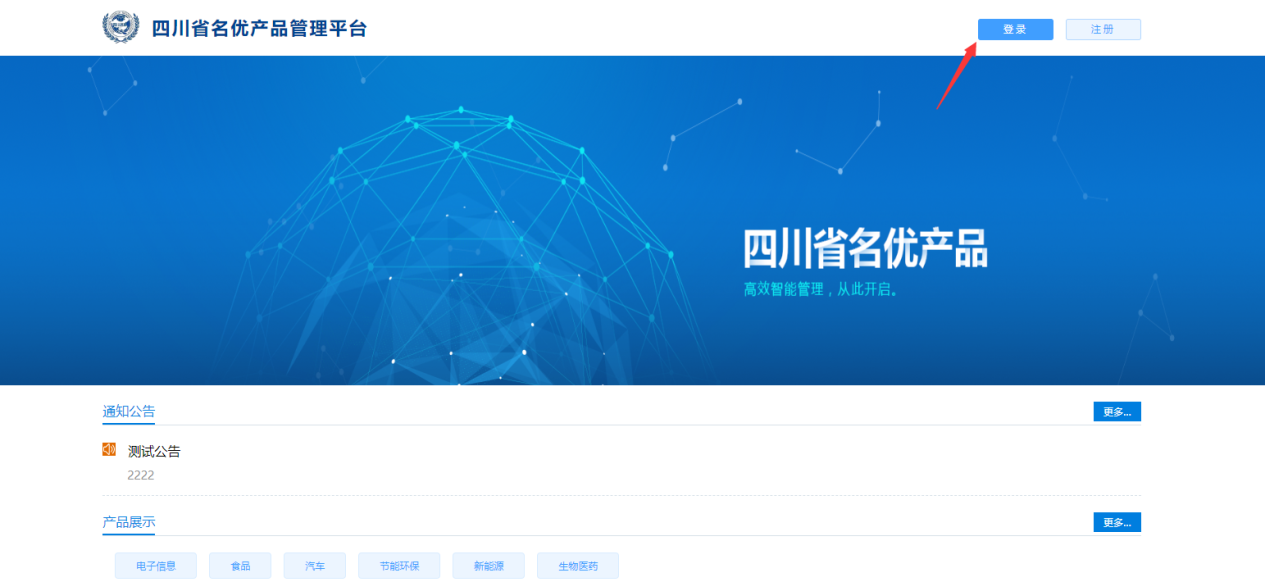 四川省名优产品管理平台
登录
注册
四川省名优产品
高效智能管理，从此开启。
通知公告
更多...
测试公告
2222
产品展示
更多...
电子信息
食品
汽车
节能环保
新能源
生物医药